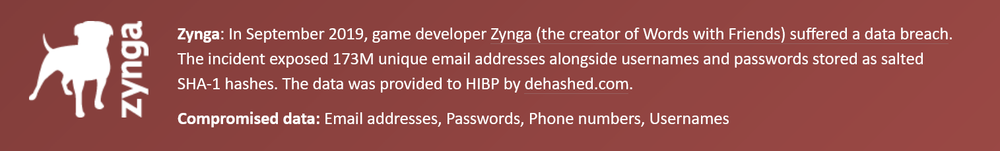 zynga
Zynga: In September 2019, game developer Zynga (the creator of Words with Friends) suffered a data breach.
The incident exposed 173M unique email addresses alongside usernames and passwords stored as salted
SHA-1 hashes. The data was provided to HIBP by dehashed.com.
Compromised data: Email addresses, Passwords, Phone numbers, Usernames